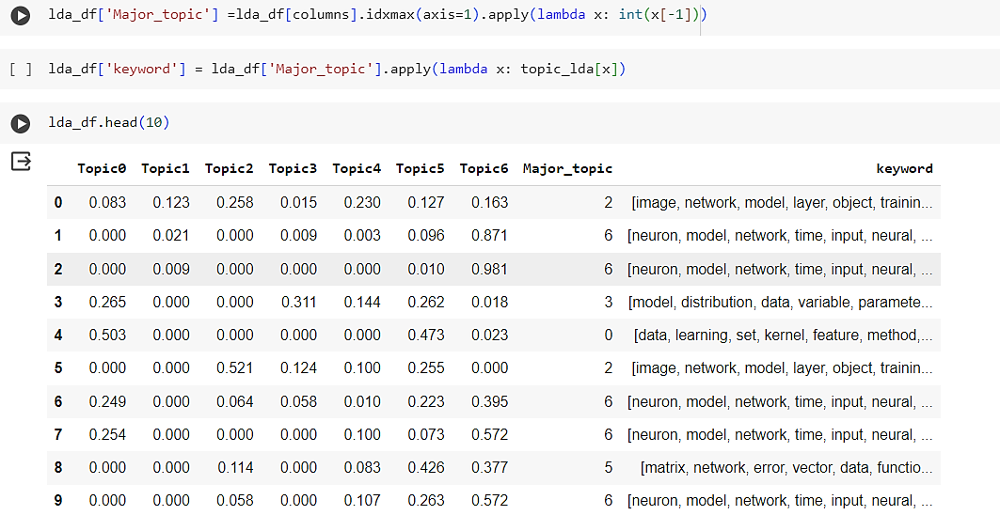 lda_df['Major_topic'] =lda_df[columns].idxmax(axis=1).apply(lambda x: int(x[-1]))
[ ] lda_df['keyword'] = lda_df['Major_topic'].apply(lambda x: topic_lda[x])
lda_df.head(10)
Topic0 Topic1 Topic2 Topic3 Topic4 Topic5 Topic6 Major_topic keyword
0 0.083 0.123 0.258 0.015 0.230 0.127 0.163 2 [image, network, model, layer, object, trainin...
1 0.000 0.021 0.000 0.009 0.003 0.096 0.871 6 [neuron, model, network, time, input, neural, ...
2 0.000 0.009 0.000 0.000 0.000 0.010 0.981 6 [neuron, model, network, time, input, neural, ...
3 0.265 0.000 0.000 0.311 0.144 0.262 0.018 3 [model, distribution, data, variable, paramete...
4 0.503 0.000 0.000 0.000 0.000 0.473 0.023 0 [data, learning, set, kernel, feature, method,...
5 0.000 0.000 0.521 0.124 0.100 0.255 0.000 2 [image, network, model, layer, object, trainin...
6 0.249 0.000 0.064 0.058 0.010 0.223 0.395 6 [neuron, model, network, time, input, neural, ...
7 0.254 0.000 0.000 0.000 0.100 0.073 0.572 6 [neuron, model, network, time, input, neural, ...
8 0.000 0.000 0.114 0.000 0.083 0.426 0.377 5 [matrix, network, error, vector, data, functio...
9 0.000 0.000 0.058 0.000 0.107 0.263 0.572 6 [neuron, model, network, time, input, neural, ...